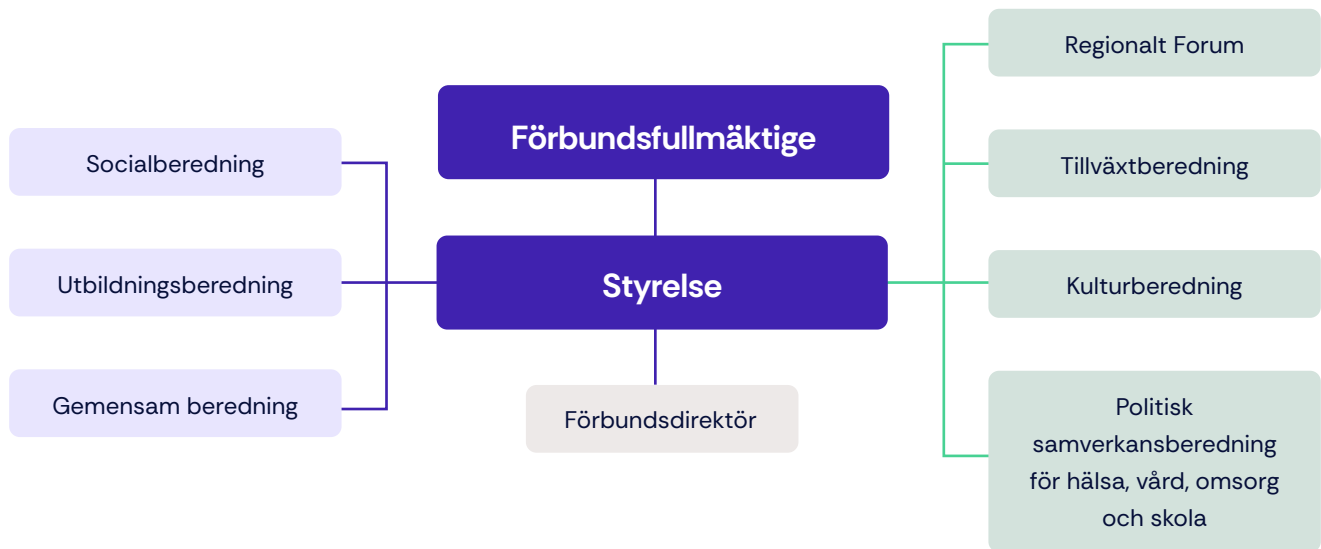 Förbundsfullmäktige
Styrelse
Förbundsdirektör
Socialberedning
Utbildningsberedning
Gemensam beredning
Regionalt Forum
Tillväxtberedning
Kulturberedning
Politisk
samverkansberedning
för hälsa, vård, omsorg
och skola